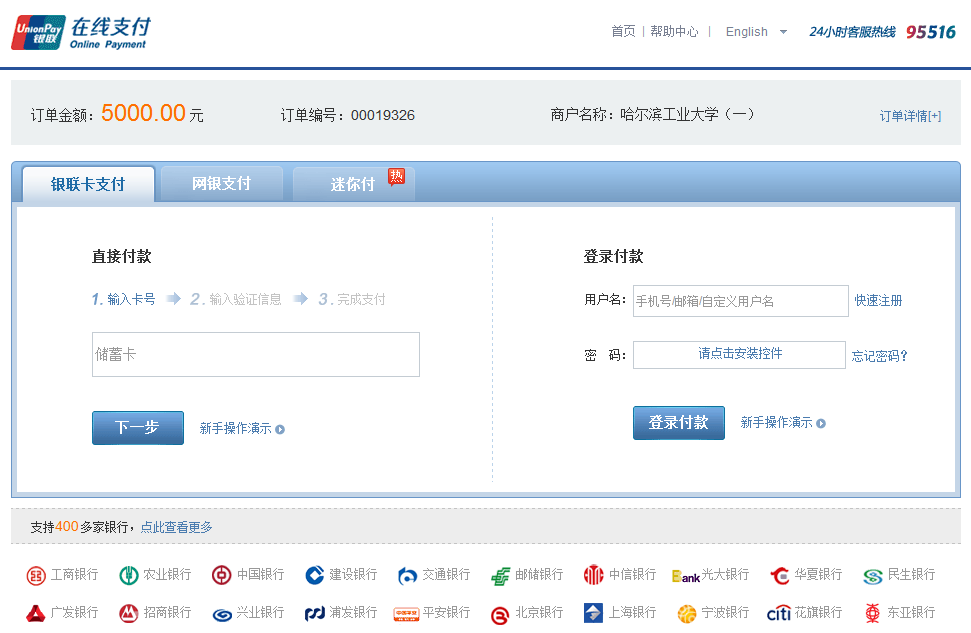 UnionPay 银联 在线支付 Online Payment
首页 | 帮助中心 | English 24小时客服热线 95516
订单金额：5000.00元 订单编号：00019326 商户名称：哈尔滨工业大学（一） 订单详情[+]
银联卡支付 网银支付 迷你付 热
直接付款
1. 输入卡号 2. 输入验证信息 3. 完成支付
储蓄卡
下一步 新手操作演示
登录付款
用户名： 手机号/邮箱/自定义用户名 快速注册
密 码： 请点击安装控件 忘记密码?
登录付款 新手操作演示
支持400多家银行，点此查看更多
工商银行 农业银行 中国银行 建设银行 交通银行 邮储银行 中信银行 Bank 光大银行 华夏银行 民生银行
广发银行 招商银行 兴业银行 浦发银行 中国平安 平安银行 北京银行 上海银行 宁波银行 citi 花旗银行 东亚银行